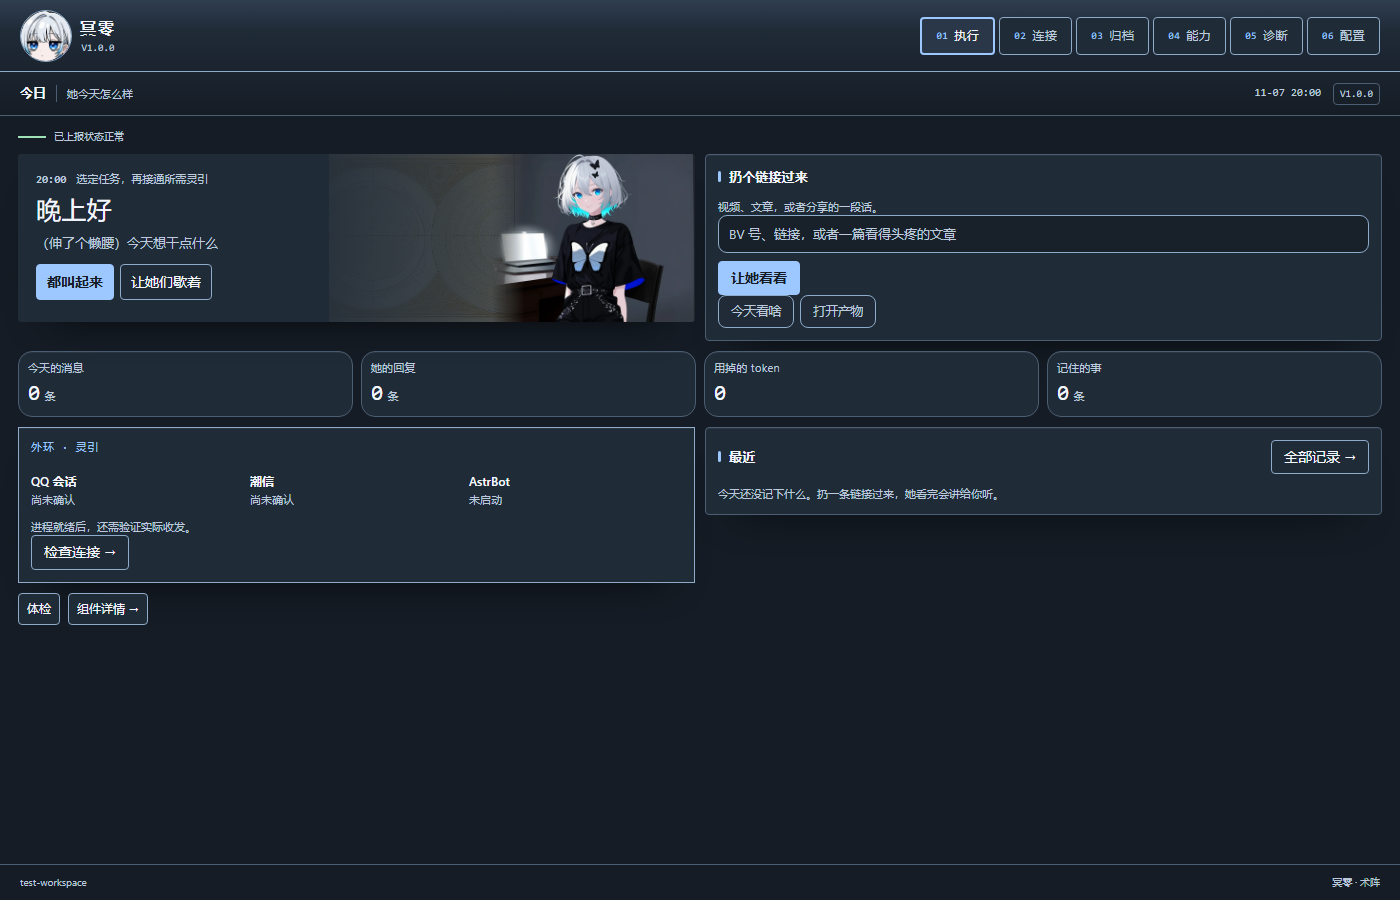 冥零
V1.0.0
01 执行
02 连接
03 归档
04 能力
05 诊断
06 配置
今日
她今天怎么样
11-07 20:00
V1.0.0
已上报状态正常
20:00 选定任务，再接通所需灵引
晚上好
（伸了个懒腰）今天想干点什么
都叫起来
让她们歇着
扔个链接过来
视频、文章，或者分享的一段话。
BV 号、链接，或者一篇看得头疼的文章
让她看看
今天看啥
打开产物
今天的消息
0 条
她的回复
0 条
用掉的 token
0
记住的事
0 条
外环 · 灵引
QQ 会话
尚未确认
潮信
尚未确认
AstrBot
未启动
进程就绪后，还需验证实际收发。
检查连接 →
最近
全部记录 →
今天还没记下什么。扔一条链接过来，她看完会讲给你听。
体检
组件详情 →
test-workspace
冥零 · 术阵